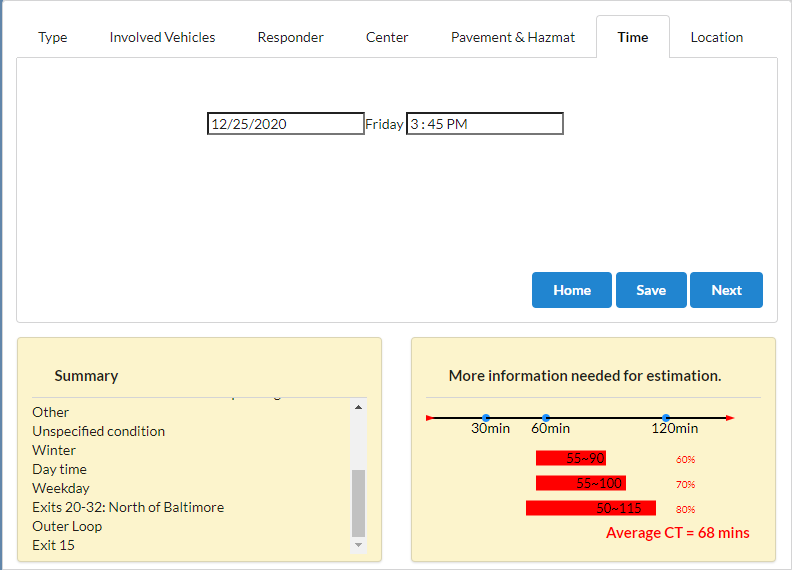 Type Involved Vehicles Responder Center Pavement & Hazmat Time Location
12/25/2020 Friday 3 : 45 PM
Home Save Next
Summary
Other
Unspecified condition
Winter
Day time
Weekday
Exits 20-32: North of Baltimore
Outer Loop
Exit 15
More information needed for estimation.
30min 60min 120min
55~90 60%
55~100 70%
50~115 80%
Average CT = 68 mins